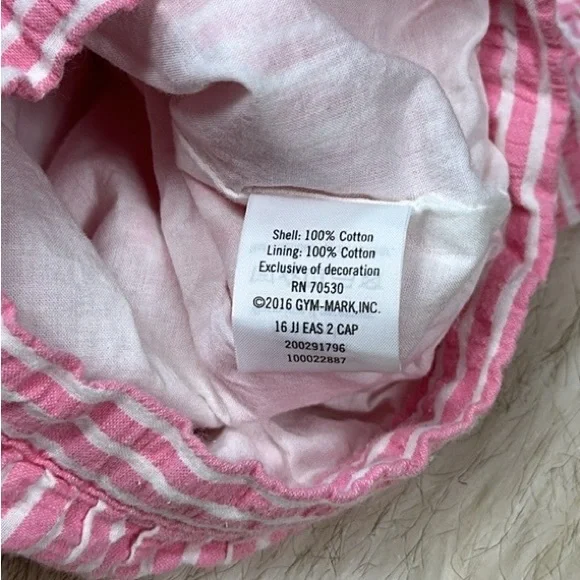 Shell: 100% Cotton
Lining: 100% Cotton
Exclusive of decoration
RN 70530
©2016 GYM-MARK,INC.
16 JJ EAS 2 CAP
200291796
100022887